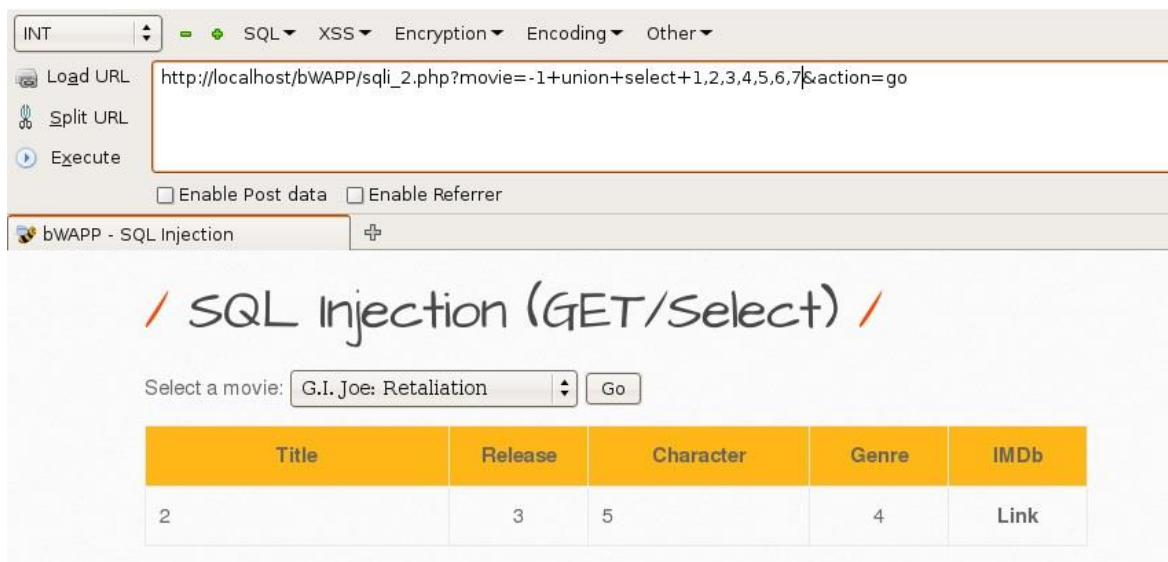 INT SQL XSS Encryption Encoding Other
Load URL
http://localhost/bWAPP/sqli_2.php?movie=-1+union+select+1,2,3,4,5,6,7&action=go
Split URL
Execute
Enable Post data Enable Referrer
bWAPP - SQL Injection
/ SQL Injection (GET/Select) /
Select a movie: G.I. Joe: Retaliation Go
Title Release Character Genre IMDb
2 3 5 4 Link